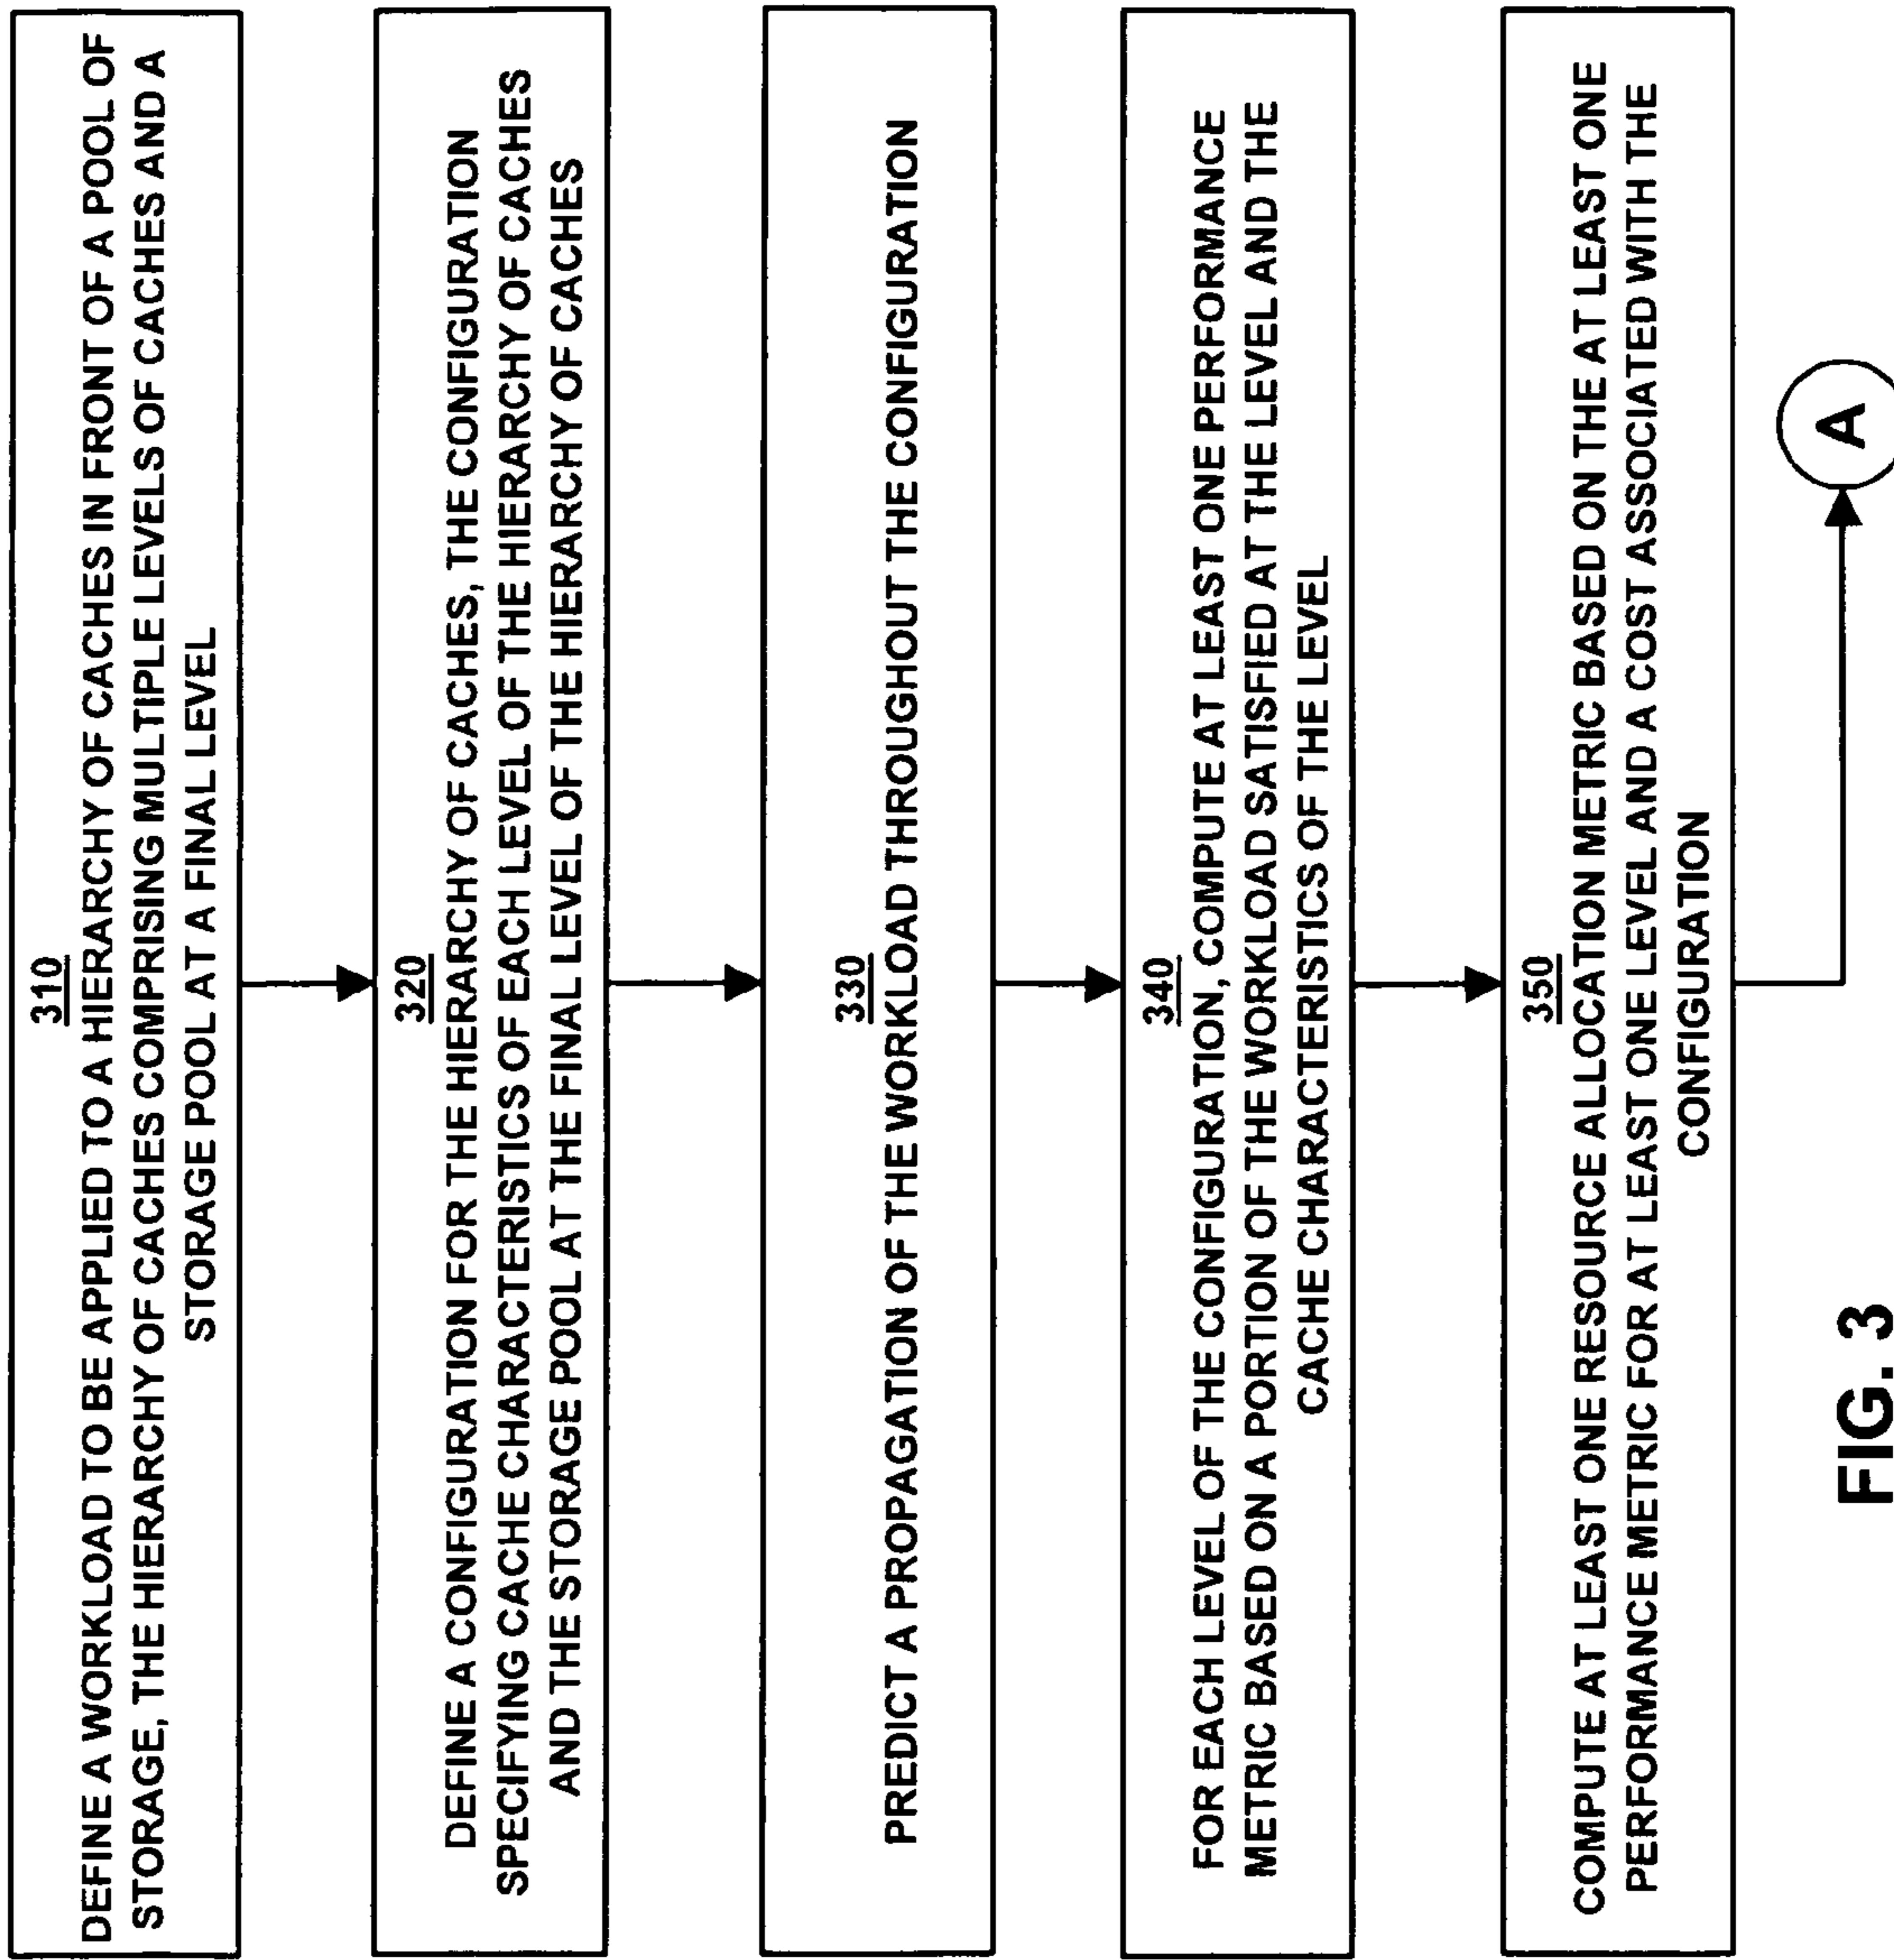 310
DEFINE A WORKLOAD TO BE APPLIED TO A HIERARCHY OF CACHES IN FRONT OF A POOL OF
STORAGE, THE HIERARCHY OF CACHES COMPRISING MULTIPLE LEVELS OF CACHES AND A
STORAGE POOL AT A FINAL LEVEL
320
DEFINE A CONFIGURATION FOR THE HIERARCHY OF CACHES, THE CONFIGURATION
SPECIFYING CACHE CHARACTERISTICS OF EACH LEVEL OF THE HIERARCHY OF CACHES
AND THE STORAGE POOL AT THE FINAL LEVEL OF THE HIERARCHY OF CACHES
330
PREDICT A PROPAGATION OF THE WORKLOAD THROUGHOUT THE CONFIGURATION
340
FOR EACH LEVEL OF THE CONFIGURATION, COMPUTE AT LEAST ONE PERFORMANCE
METRIC BASED ON A PORTION OF THE WORKLOAD SATISFIED AT THE LEVEL AND THE
CACHE CHARACTERISTICS OF THE LEVEL
350
COMPUTE AT LEAST ONE RESOURCE ALLOCATION METRIC BASED ON THE AT LEAST ONE
PERFORMANCE METRIC FOR AT LEAST ONE LEVEL AND A COST ASSOCIATED WITH THE
CONFIGURATION
A
FIG. 3